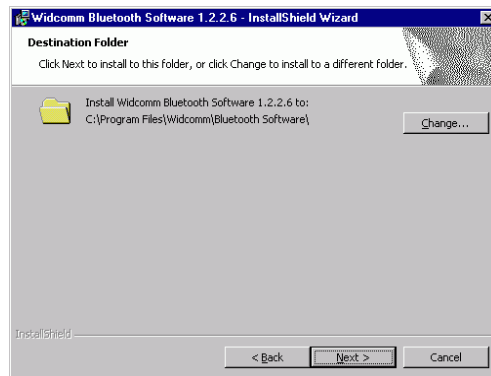 Widcomm Bluetooth Software 1.2.2.6 - InstallShield Wizard
Destination Folder
Click Next to install to this folder, or click Change to install to a different folder.
Install Widcomm Bluetooth Software 1.2.2.6 to:
C:\Program Files\Widcomm\Bluetooth Software\
Change...
InstallShield
< Back
Next >
Cancel